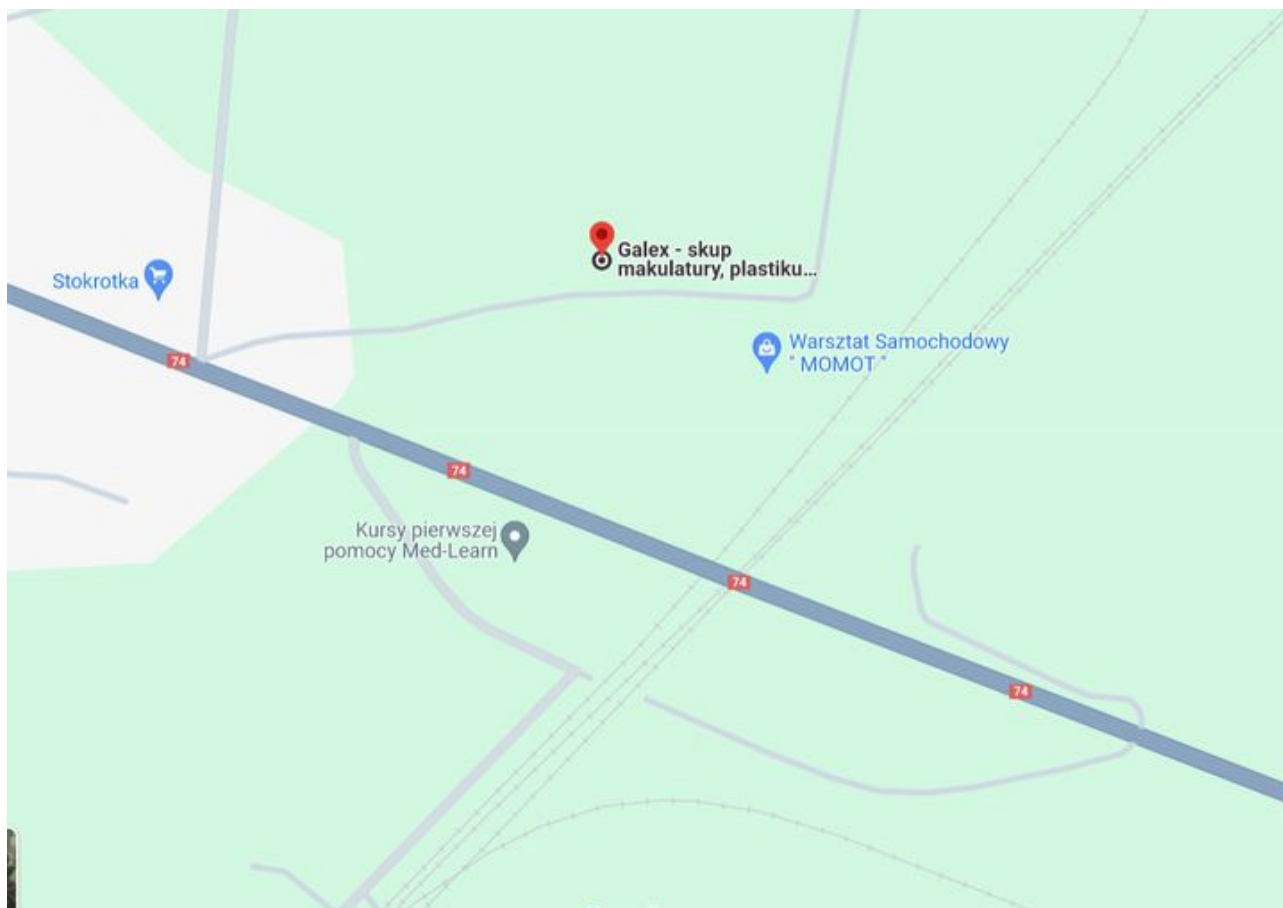 Galex - skup
makulatury, plastiku...
Stokrotka
Warsztat Samochodowy
" MOMOT "
74
74
Kursy pierwszej
pomocy Med-Learn
74
74